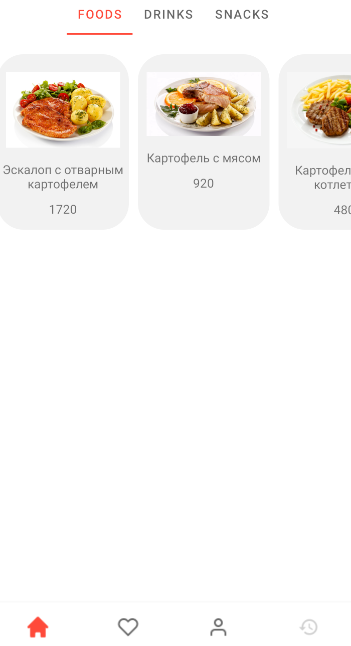 FOODS DRINKS SNACKS
Эскалоп с отварным
картофелем
1720
Картофель с мясом
920
Картофел
котлет
480